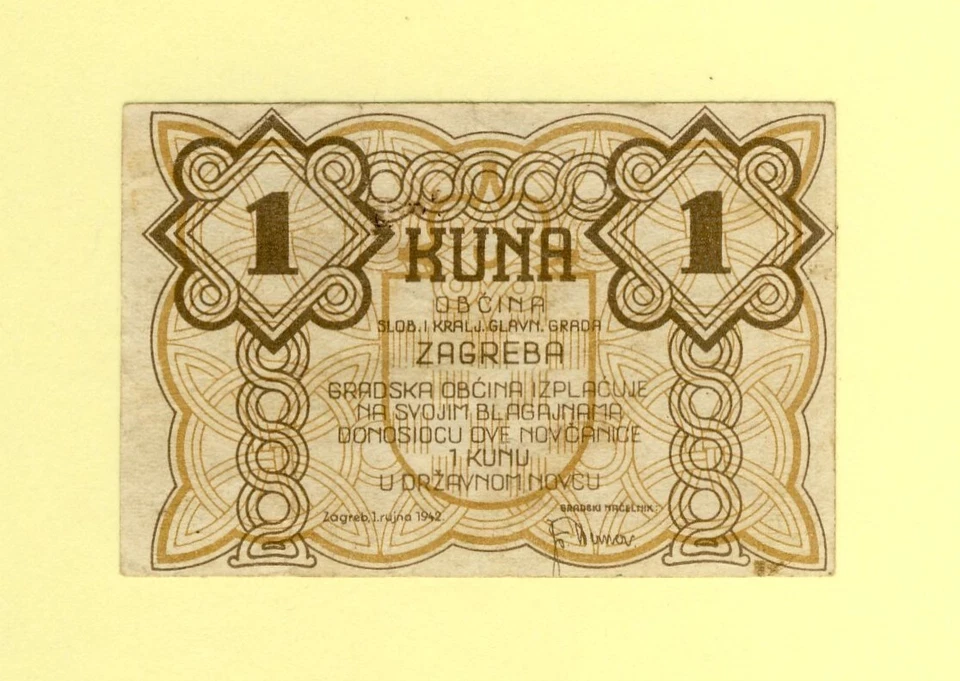 1 1
KUNA
OBĆINA
SLOB. I KRALJ. GLAVN. GRADA
ZAGREBA
GRADSKA OBĆINA IZPLAĆUJE
NA SVOJIM BLAGAJNAMA
DONOSIOCU OVE NOVČANICE
1 KUNU
U DRŽAVNOM NOVCU
Zagreb, 1. rujna 1942.
GRADSKI NAČELNIK: